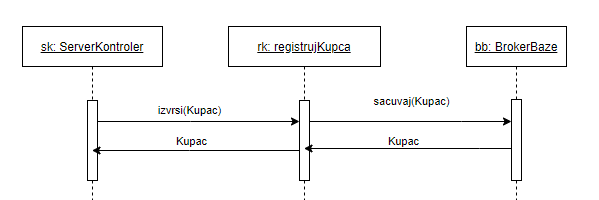 sk: ServerKontroler
rk: registrujKupca
bb: BrokerBaze
izvrsi(Kupac)
sacuvaj(Kupac)
Kupac
Kupac